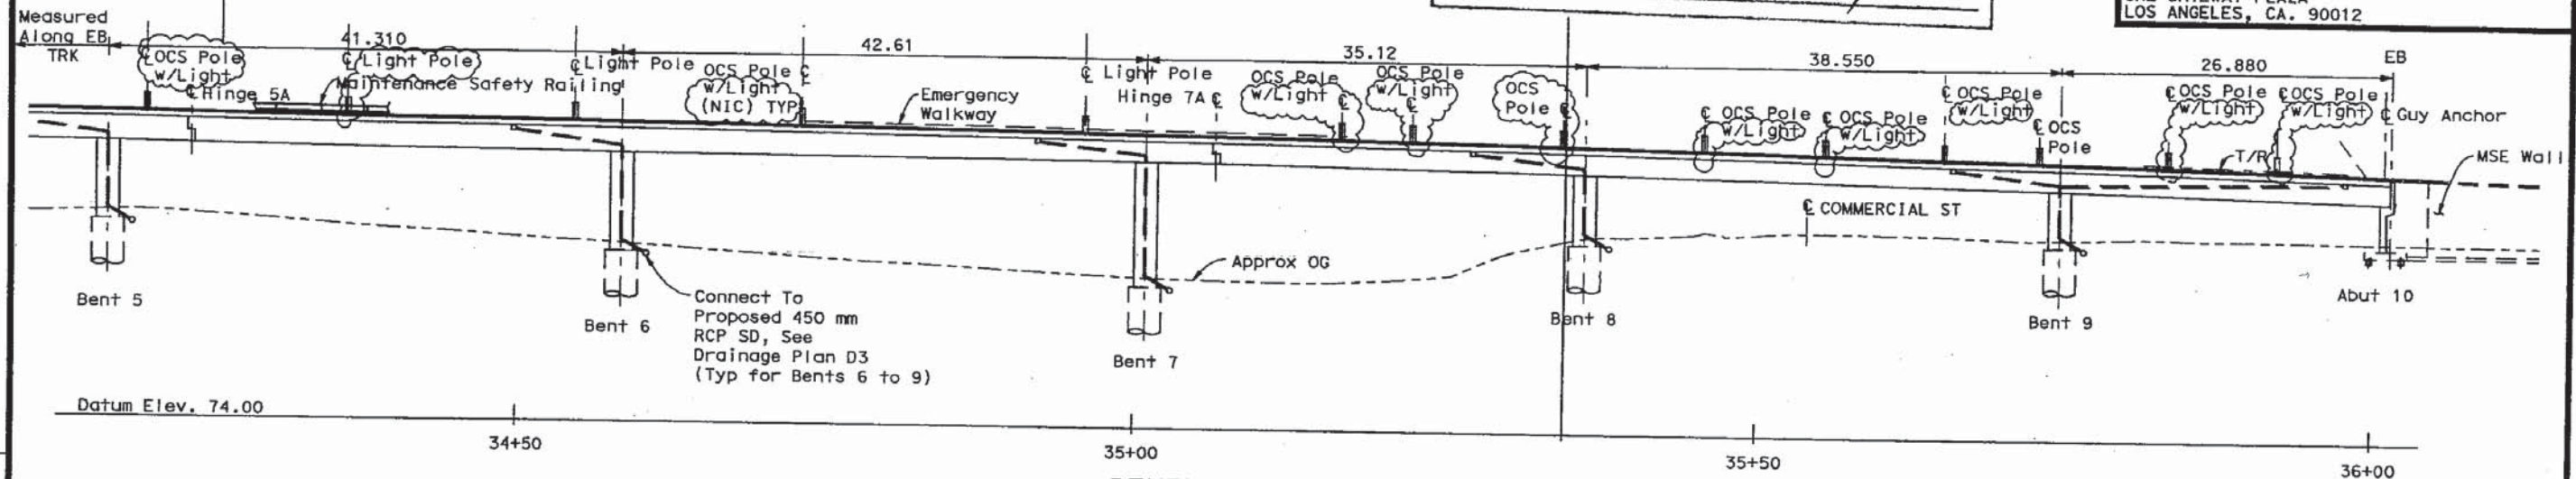 LOS ANGELES, CA. 90012
Measured
Along EB
TRK
41.310
42.61
35.12
38.550
26.880
EB
℄ OCS Pole
w/Light
℄ Hinge 5A
℄ Light Pole
Maintenance Safety Railing
℄ Light Pole
OCS Pole ℄
w/Light
(NIC) TYP
Emergency
Walkway
℄ Light Pole
Hinge 7A ℄
OCS Pole
w/Light ℄
OCS Pole
w/Light
℄
OCS
Pole ℄
℄ OCS Pole
w/Light
℄ OCS Pole
w/Light
℄ OCS Pole
w/Light
℄ OCS
Pole
℄ OCS Pole
w/Light
℄ OCS Pole
w/Light
℄ Guy Anchor
T/R
MSE Wall
℄ COMMERCIAL ST
Approx OG
Bent 5
Bent 6
Connect To
Proposed 450 mm
RCP SD, See
Drainage Plan D3
(Typ for Bents 6 to 9)
Bent 7
Bent 8
Bent 9
Abut 10
Datum Elev. 74.00
34+50
35+00
35+50
36+00